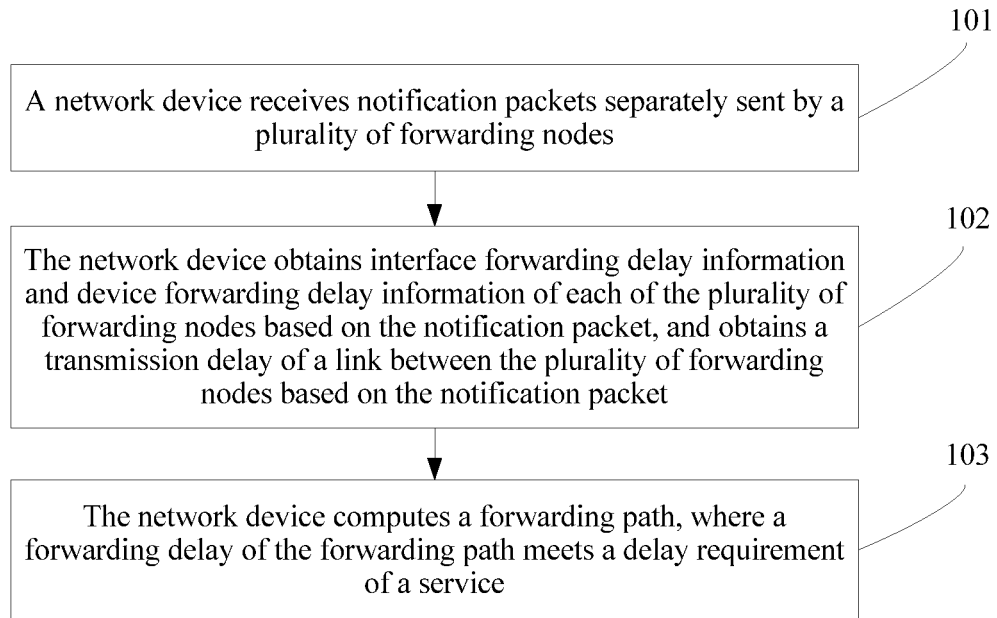 101
A network device receives notification packets separately sent by a
plurality of forwarding nodes
102
The network device obtains interface forwarding delay information
and device forwarding delay information of each of the plurality of
forwarding nodes based on the notification packet, and obtains a
transmission delay of a link between the plurality of forwarding
nodes based on the notification packet
103
The network device computes a forwarding path, where a
forwarding delay of the forwarding path meets a delay requirement
of a service